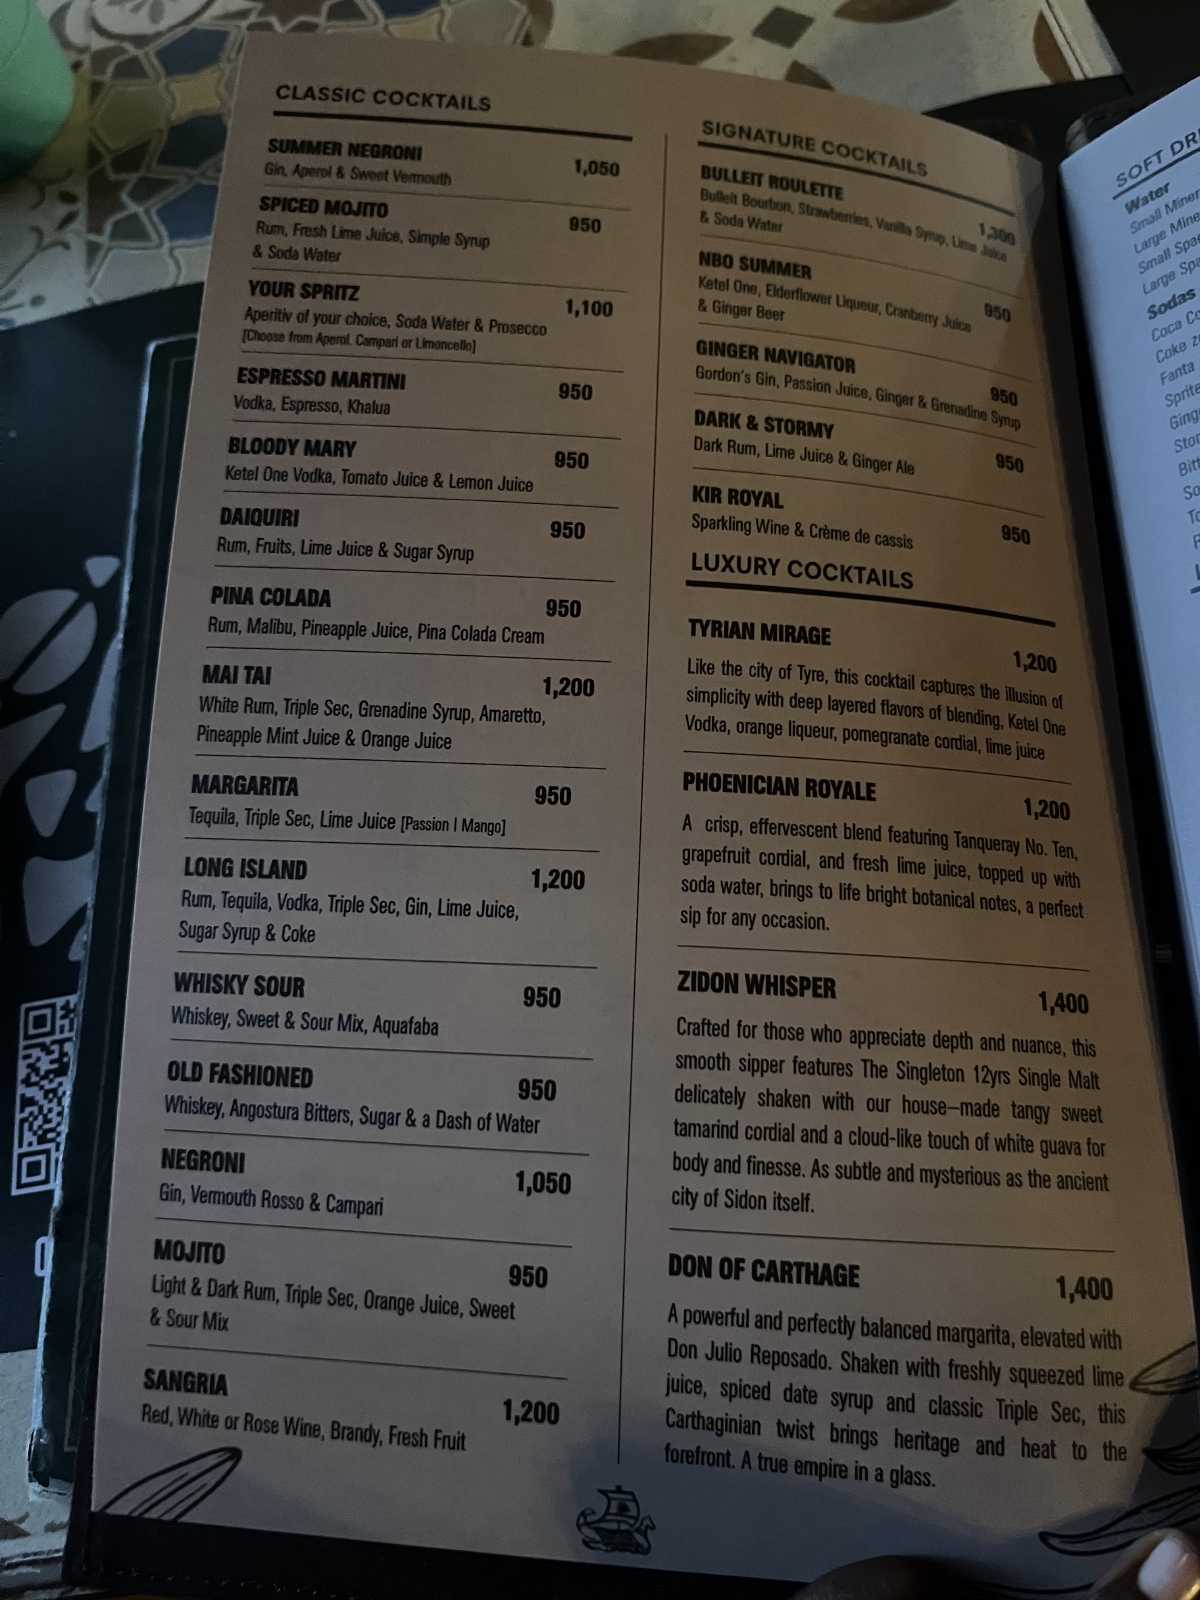 CLASSIC COCKTAILS
SUMMER NEGRONI 1,050
Gin, Aperol & Sweet Vermouth
SPICED MOJITO 950
Rum, Fresh Lime Juice, Simple Syrup
& Soda Water
YOUR SPRITZ 1,100
Aperitiv of your choice, Soda Water & Prosecco
[Choose from Aperol. Campari or Limoncello]
ESPRESSO MARTINI 950
Vodka, Espresso, Khalua
BLOODY MARY 950
Ketel One Vodka, Tomato Juice & Lemon Juice
DAIQUIRI 950
Rum, Fruits, Lime Juice & Sugar Syrup
PINA COLADA 950
Rum, Malibu, Pineapple Juice, Pina Colada Cream
MAI TAI 1,200
White Rum, Triple Sec, Grenadine Syrup, Amaretto,
Pineapple Mint Juice & Orange Juice
MARGARITA 950
Tequila, Triple Sec, Lime Juice [Passion | Mango]
LONG ISLAND 1,200
Rum, Tequila, Vodka, Triple Sec, Gin, Lime Juice,
Sugar Syrup & Coke
WHISKY SOUR 950
Whiskey, Sweet & Sour Mix, Aquafaba
OLD FASHIONED 950
Whiskey, Angostura Bitters, Sugar & a Dash of Water
NEGRONI 1,050
Gin, Vermouth Rosso & Campari
MOJITO 950
Light & Dark Rum, Triple Sec, Orange Juice, Sweet
& Sour Mix
SANGRIA 1,200
Red, White or Rose Wine, Brandy, Fresh Fruit
SIGNATURE COCKTAILS
BULLEIT ROULETTE 1,300
Bulleit Bourbon, Strawberries, Vanilla Syrup, Lime Juice
& Soda Water
NBO SUMMER 950
Ketel One, Elderflower Liqueur, Cranberry Juice
& Ginger Beer
GINGER NAVIGATOR 950
Gordon's Gin, Passion Juice, Ginger & Grenadine Syrup
DARK & STORMY 950
Dark Rum, Lime Juice & Ginger Ale
KIR ROYAL 950
Sparkling Wine & Crème de cassis
LUXURY COCKTAILS
TYRIAN MIRAGE 1,200
Like the city of Tyre, this cocktail captures the illusion of
simplicity with deep layered flavors of blending, Ketel One
Vodka, orange liqueur, pomegranate cordial, lime juice
PHOENICIAN ROYALE 1,200
A crisp, effervescent blend featuring Tanqueray No. Ten,
grapefruit cordial, and fresh lime juice, topped up with
soda water, brings to life bright botanical notes, a perfect
sip for any occasion.
ZIDON WHISPER 1,400
Crafted for those who appreciate depth and nuance, this
smooth sipper features The Singleton 12yrs Single Malt
delicately shaken with our house–made tangy sweet
tamarind cordial and a cloud-like touch of white guava for
body and finesse. As subtle and mysterious as the ancient
city of Sidon itself.
DON OF CARTHAGE 1,400
A powerful and perfectly balanced margarita, elevated with
Don Julio Reposado. Shaken with freshly squeezed lime
juice, spiced date syrup and classic Triple Sec, this
Carthaginian twist brings heritage and heat to the
forefront. A true empire in a glass.
SOFT DR
Water
Small Miner
Large Mine
Small Spa
Large Spa
Sodas
Coca Co
Coke z
Fanta
Sprite
Ging
Sto
Bitt
So